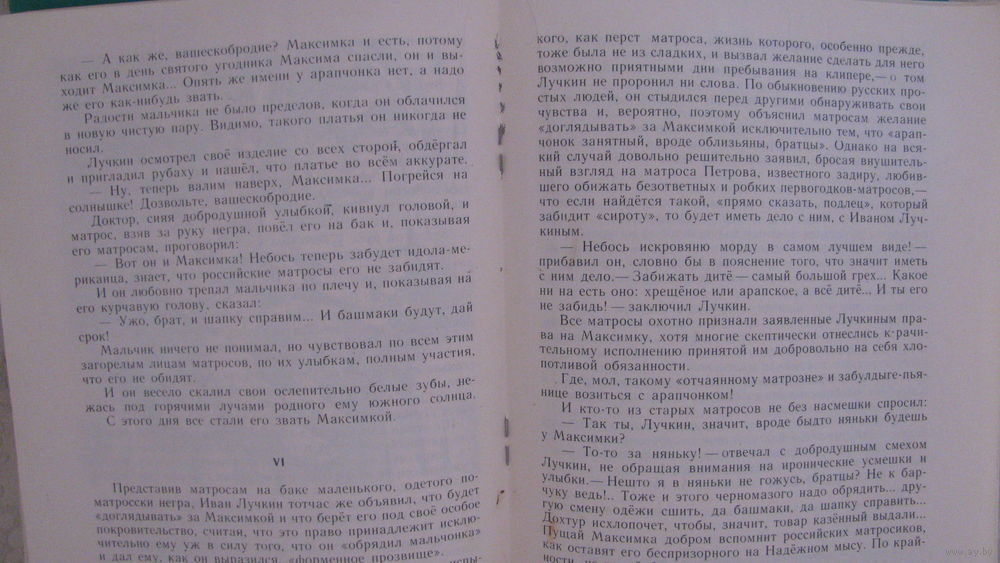 — А как же, вашескобродие? Максимка и есть, потому
как его в день святого угодника Максима спасли, он и вы-
ходит Максимка... Опять же имени у арапчонка нет, а надо
же его как-нибудь звать.
Радости мальчика не было пределов, когда он облачился
в новую чистую пару. Видимо, такого платья он никогда не
носил.
Лучкин осмотрел своё изделие со всех сторон, обдёргал
и пригладил рубаху и нашёл, что платье во всём аккурате.
— Ну, теперь валим наверх, Максимка... Погрейся на
солнышке! Дозвольте, вашескобродие.
Доктор, сияя добродушной улыбкой, кивнул головой, и
матрос, взяв за руку негра, повёл его на бак и, показывая
его матросам, проговорил:
— Вот он и Максимка! Небось теперь забудет идола-ме-
риканца, знает, что российские матросы его не забидят.
И он любовно трепал мальчика по плечу и, показывая на
его курчавую голову, сказал:
— Ужо, брат, и шапку справим... И башмаки будут, дай
срок!
Мальчик ничего не понимал, но чувствовал по всем этим
загорелым лицам матросов, по их улыбкам, полным участия,
что его не обидят.
И он весело скалил свои ослепительно белые зубы, не-
жась под горячими лучами родного ему южного солнца.
С этого дня все стали его звать Максимкой.
VI
Представив матросам на баке маленького, одетого по-
матросски негра, Иван Лучкин тотчас же объявил, что будет
«доглядывать» за Максимкой и что берёт его под своё особое
покровительство, считая, что это право принадлежит исклю-
чительно ему уж в силу того, что он «обрядил мальчонка»
и дал ему, как он выразился, «форменное прозвище».
кого, как перст матроса, жизнь которого, особенно прежде,
тоже была не из сладких, и вызвал желание сделать для него
возможно приятными дни пребывания на клипере,— о том
Лучкин не проронил ни слова. По обыкновению русских про-
стых людей, он стыдился перед другими обнаруживать свои
чувства и, вероятно, поэтому объяснил матросам желание
«доглядывать» за Максимкой исключительно тем, что «арап-
чонок занятный, вроде облизьяны, братцы». Однако на вся-
кий случай довольно решительно заявил, бросая внушитель-
ный взгляд на матроса Петрова, известного задиру, любив-
шего обижать безответных и робких первогодков-матросов,—
что если найдётся такой, «прямо сказать, подлец», который
забидит «сироту», то будет иметь дело с ним, с Иваном Луч-
киным.
— Небось искровяню морду в самом лучшем виде! —
прибавил он, словно бы в пояснение того, что значит иметь
с ним дело.— Забижать дитё — самый большой грех... Какое
ни на есть оно: хрещёное или арапское, а всё дитё... И ты его
не забидь! — заключил Лучкин.
Все матросы охотно признали заявленные Лучкиным пра-
ва на Максимку, хотя многие скептически отнеслись к рачи-
тельному исполнению принятой им добровольно на себя хло-
потливой обязанности.
Где, мол, такому «отчаянному матрозне» и забулдыге-пья-
нице возиться с арапчонком!
И кто-то из старых матросов не без насмешки спросил:
— Так ты, Лучкин, значит, вроде быдто няньки будешь
у Максимки?
— То-то за няньку! — отвечал с добродушным смехом
Лучкин, не обращая внимания на иронические усмешки и
улыбки.— Нешто я в няньки не гожусь, братцы? Не к бар-
чуку ведь!.. Тоже и этого черномазого надо обрядить... дру-
гую смену одёжи сшить, да башмаки, да шапку справить...
Дохтур исхлопочет, чтобы, значит, товар казённый выдали...
Пущай Максимка добром вспомнит российских матросиков,
как оставят его беспризорного на Надёжном мысу. По край-
www.ay.by